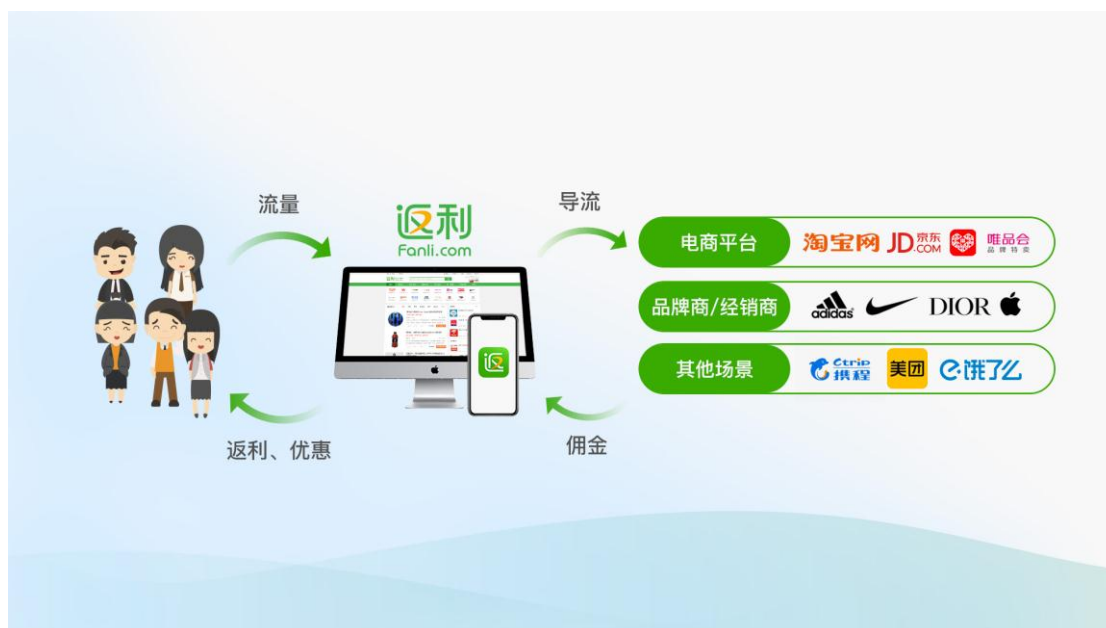 流量
返利
Fanli.com
导流
电商平台
淘宝网 JD.京东 .COM 唯品会 品牌特卖
品牌商/经销商
adidas DIOR
其他场景
Ctrip 携程 美团 e 饿了么
返
返利、优惠
佣金